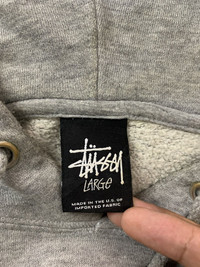 Stüssy
LARGE
MADE IN THE U.S. OF
IMPORTED FABRIC